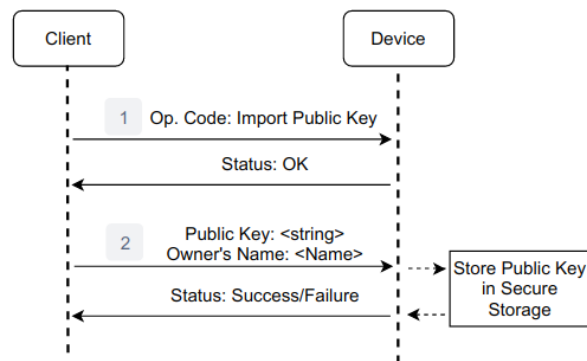 Client
Device
1
Op. Code: Import Public Key
Status: OK
2
Public Key: <string>
Owner's Name: <Name>
Store Public Key
in Secure
Storage
Status: Success/Failure